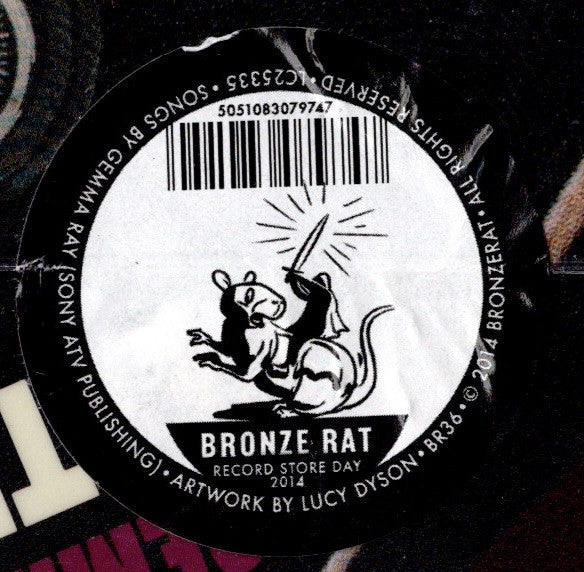 5051083079747
BRONZE RAT
RECORD STORE DAY
2014
SONGS BY GEMMA RAY (SONY ATV PUBLISHING) • ARTWORK BY LUCY DYSON • BR36 • © 2014 BRONZERAT • ALL RIGHTS RESERVED • LC25335 •